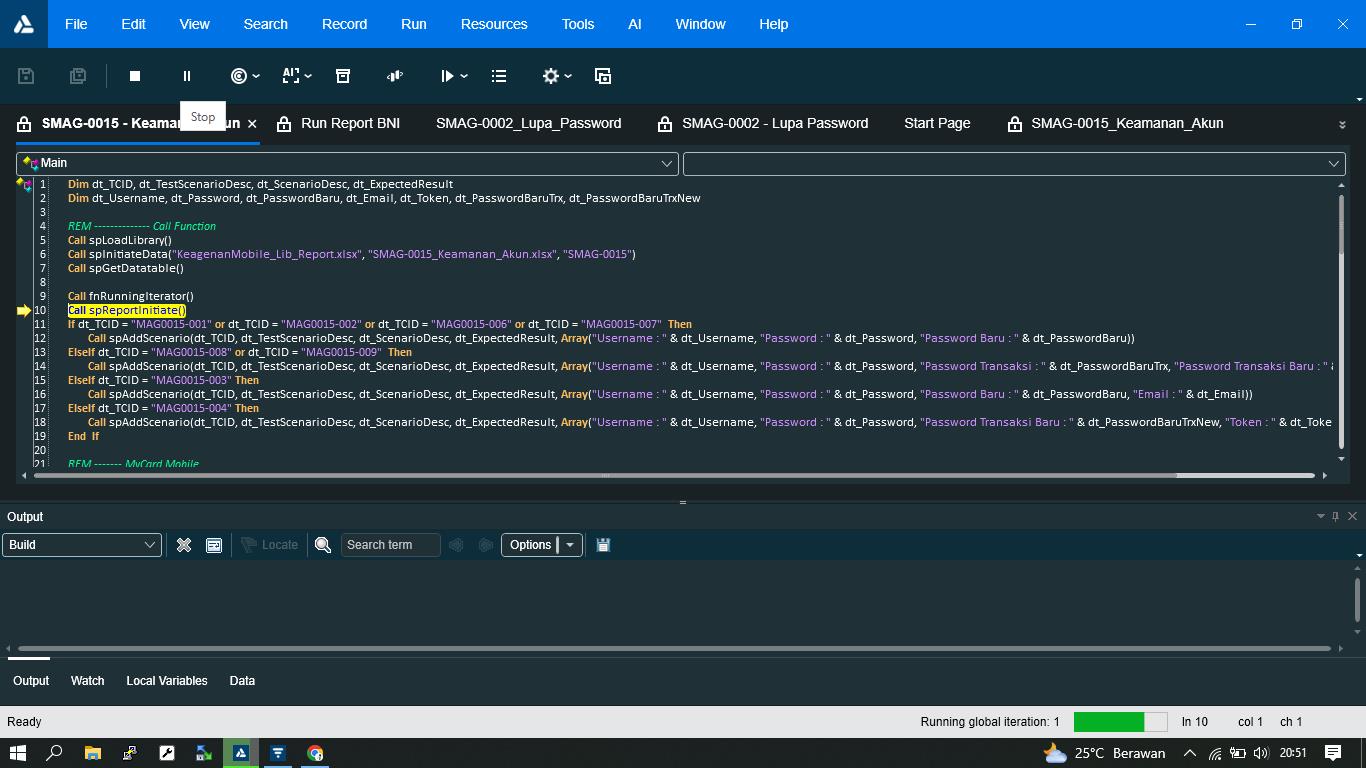 File Edit View Search Record Run Resources Tools AI Window Help
Stop
SMAG-0015 - Keaman kun Run Report BNI SMAG-0002_Lupa_Password SMAG-0002 - Lupa Password Start Page SMAG-0015_Keamanan_Akun
Main
1 Dim dt_TCID, dt_TestScenarioDesc, dt_ScenarioDesc, dt_ExpectedResult
2 Dim dt_Username, dt_Password, dt_PasswordBaru, dt_Email, dt_Token, dt_PasswordBaruTrx, dt_PasswordBaruTrxNew
3
4 REM -------------- Call Function
5 Call spLoadLibrary()
6 Call spInitiateData("KeagenanMobile_Lib_Report.xlsx", "SMAG-0015_Keamanan_Akun.xlsx", "SMAG-0015")
7 Call spGetDatatable()
8
9 Call fnRunningIterator()
10 Call spReportInitiate()
11 If dt_TCID = "MAG0015-001" or dt_TCID = "MAG0015-002" or dt_TCID = "MAG0015-006" or dt_TCID = "MAG0015-007" Then
12 Call spAddScenario(dt_TCID, dt_TestScenarioDesc, dt_ScenarioDesc, dt_ExpectedResult, Array("Username : " & dt_Username, "Password : " & dt_Password, "Password Baru : " & dt_PasswordBaru))
13 ElseIf dt_TCID = "MAG0015-008" or dt_TCID = "MAG0015-009" Then
14 Call spAddScenario(dt_TCID, dt_TestScenarioDesc, dt_ScenarioDesc, dt_ExpectedResult, Array("Username : " & dt_Username, "Password : " & dt_Password, "Password Transaksi : " & dt_PasswordBaruTrx, "Password Transaksi Baru : " &
15 ElseIf dt_TCID = "MAG0015-003" Then
16 Call spAddScenario(dt_TCID, dt_TestScenarioDesc, dt_ScenarioDesc, dt_ExpectedResult, Array("Username : " & dt_Username, "Password : " & dt_Password, "Password Baru : " & dt_PasswordBaru, "Email : " & dt_Email))
17 ElseIf dt_TCID = "MAG0015-004" Then
18 Call spAddScenario(dt_TCID, dt_TestScenarioDesc, dt_ScenarioDesc, dt_ExpectedResult, Array("Username : " & dt_Username, "Password : " & dt_Password, "Password Transaksi Baru : " & dt_PasswordBaruTrxNew, "Token : " & dt_Toke
19 End If
20
21 REM ------- MyCard Mobile
Output
Build Locate Search term Options
Output Watch Local Variables Data
Ready Running global iteration: 1 ln 10 col 1 ch 1
25°C Berawan 20:51